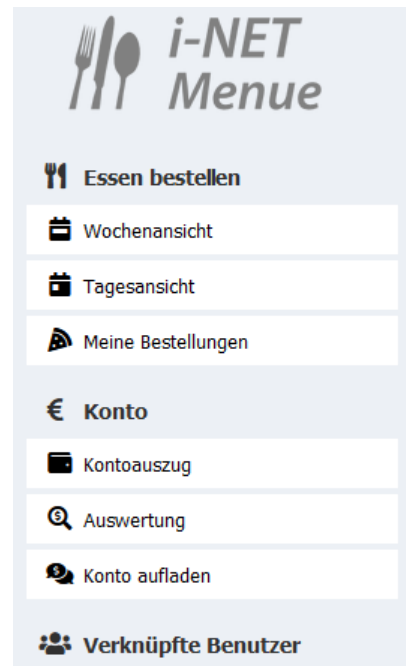 i-NET
Menue
Essen bestellen
Wochenansicht
Tagesansicht
Meine Bestellungen
€ Konto
Kontoauszug
Auswertung
Konto aufladen
Verknüpfte Benutzer